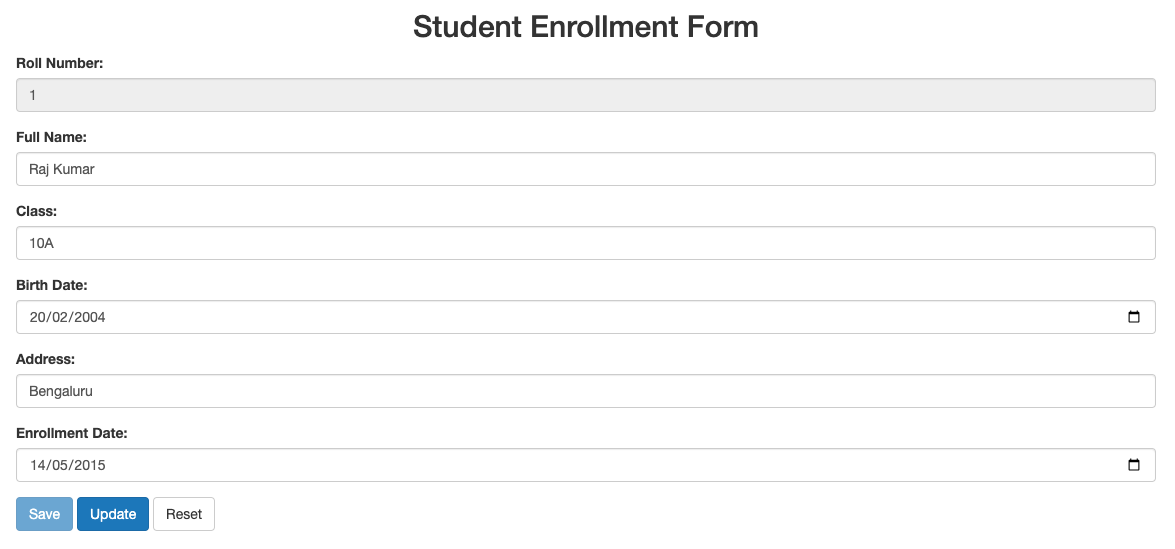 Student Enrollment Form
Roll Number:
1
Full Name:
Raj Kumar
Class:
10A
Birth Date:
20/02/2004
Address:
Bengaluru
Enrollment Date:
14/05/2015
Save Update Reset